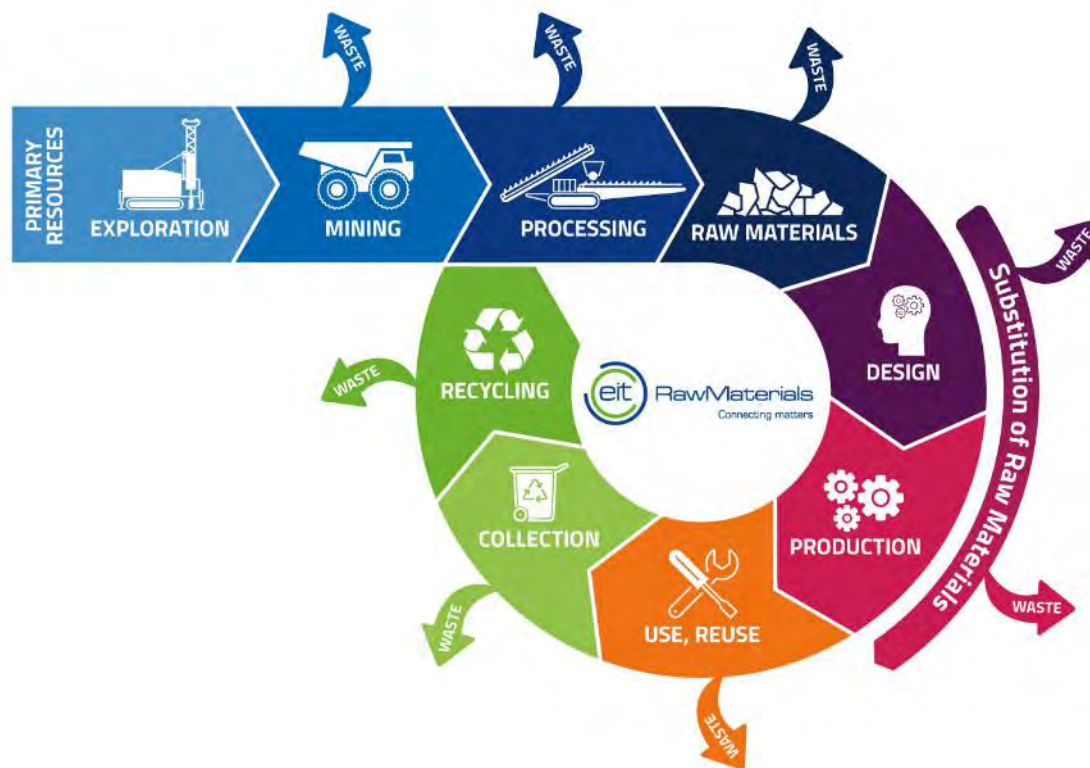 WASTE
WASTE
WASTE
PRIMARY
RESOURCES
EXPLORATION
MINING
PROCESSING
RAW MATERIALS
WASTE
Substitution of Raw Materials
DESIGN
RECYCLING
WASTE
eit RawMaterials
Connecting matters
PRODUCTION
COLLECTION
WASTE
USE, REUSE
WASTE
WASTE